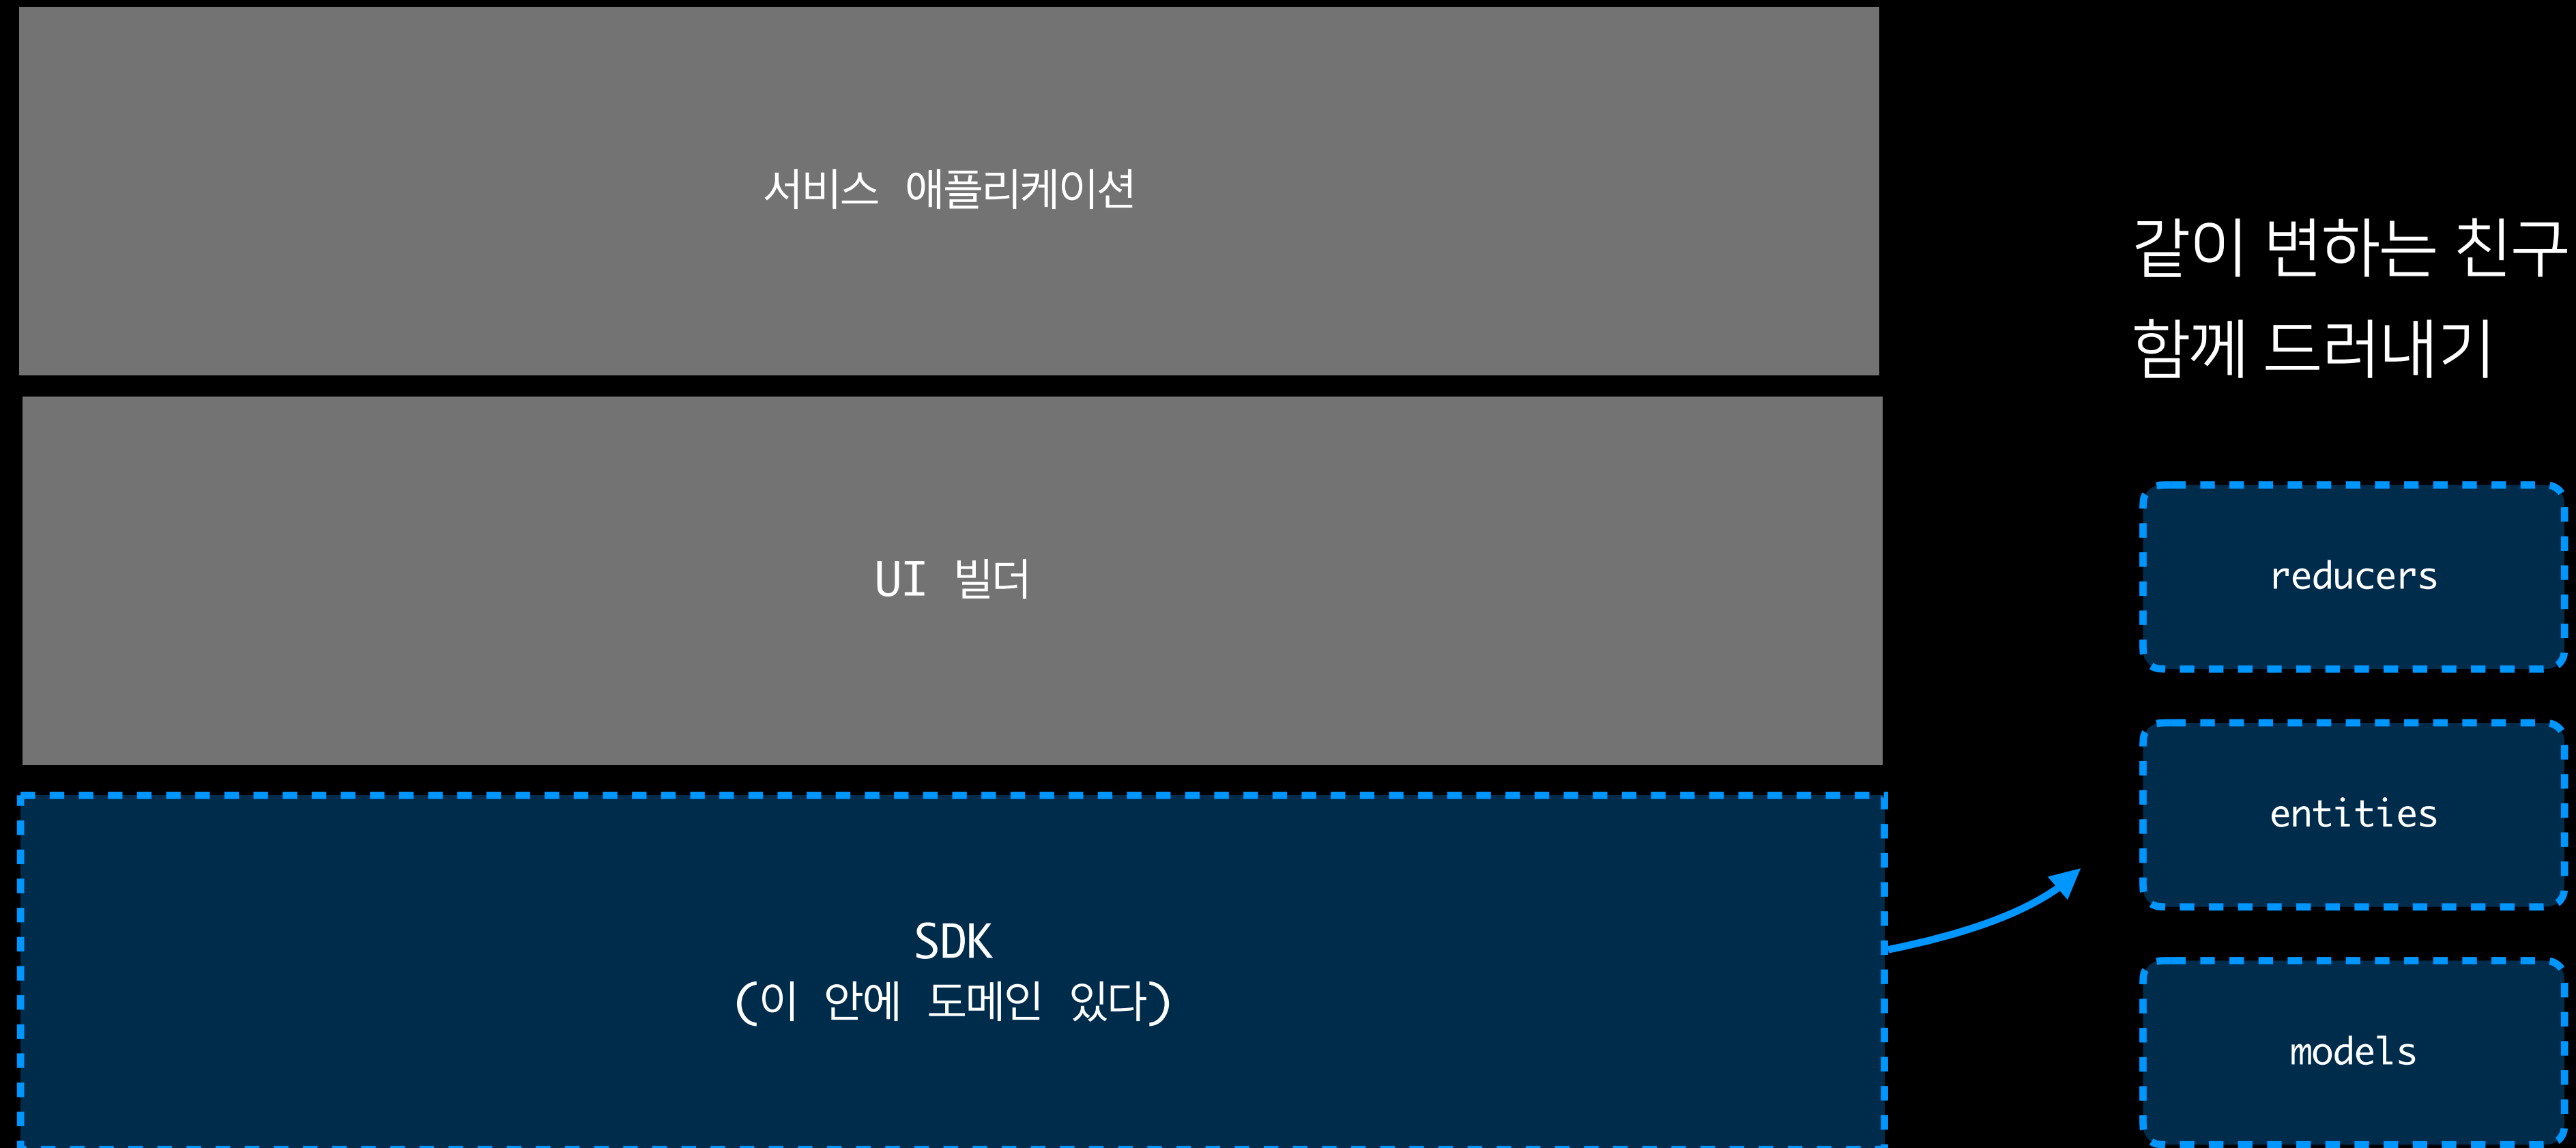 서비스 애플리케이션
UI 빌더
SDK
(이 안에 도메인 있다)
같이 변하는 친구
함께 드러내기
reducers
entities
models